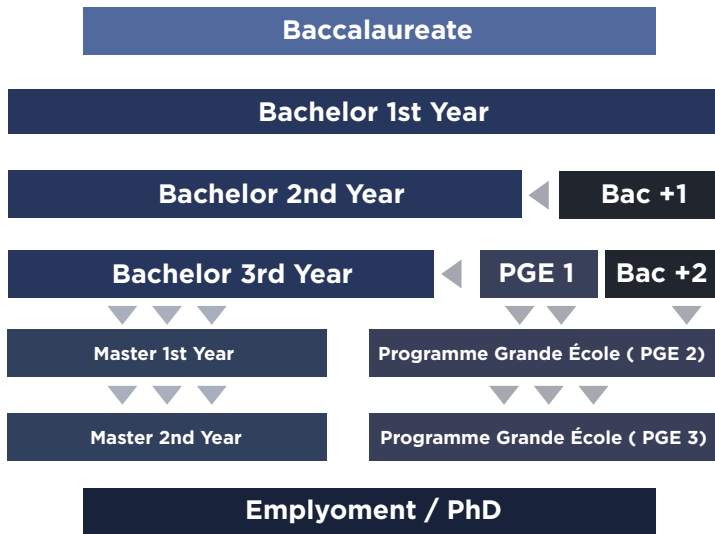 Baccalaureate
Bachelor 1st Year
Bachelor 2nd Year
Bac +1
Bachelor 3rd Year
PGE 1
Bac +2
Master 1st Year
Programme Grande École ( PGE 2)
Master 2nd Year
Programme Grande École ( PGE 3)
Emplyoment / PhD